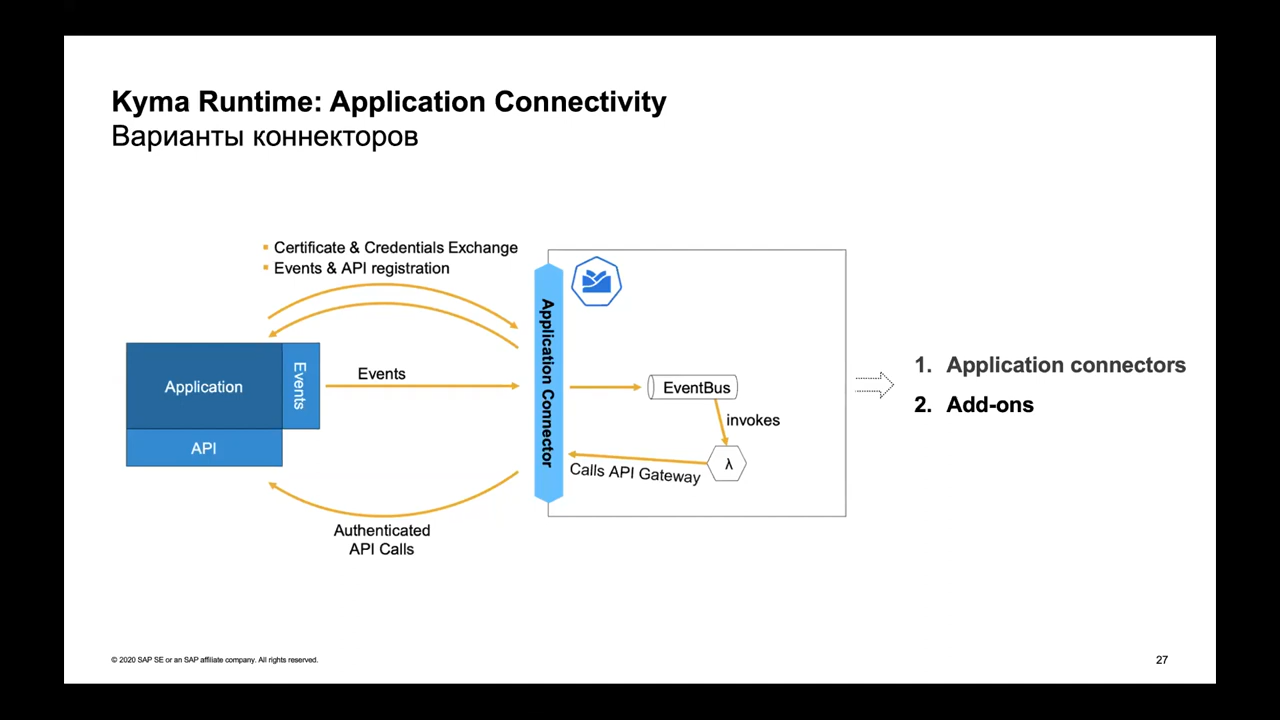 Kyma Runtime: Application Connectivity
Варианты коннекторов
▪ Certificate & Credentials Exchange
▪ Events & API registration
Application
Events
API
Events
Application Connector
EventBus
invokes
λ
Calls API Gateway
Authenticated
API Calls
1. Application connectors
2. Add-ons
© 2020 SAP SE or an SAP affiliate company. All rights reserved.
27